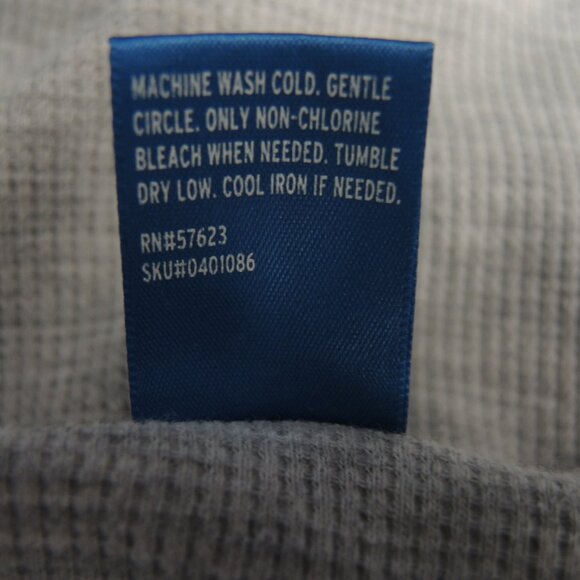 MACHINE WASH COLD. GENTLE
CIRCLE. ONLY NON-CHLORINE
BLEACH WHEN NEEDED. TUMBLE
DRY LOW. COOL IRON IF NEEDED.
RN#57623
SKU#0401086